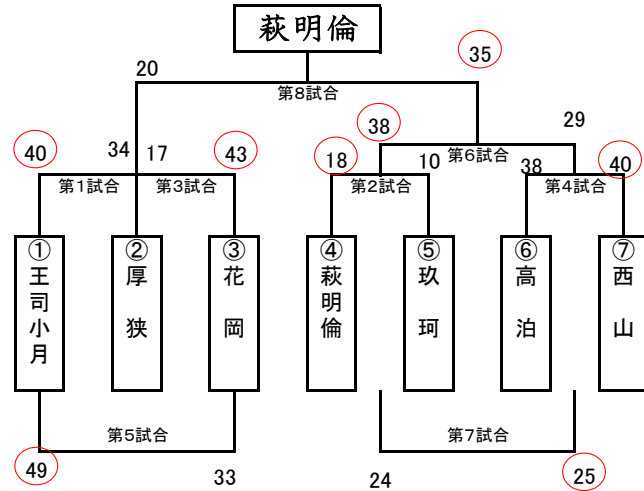 萩明倫
35
20
第8試合
38
29
第6試合
40
34
17
43
18
10
38
40
第1試合
第3試合
第2試合
第4試合
①王司小月
②厚狭
③花岡
④萩明倫
⑤玖珂
⑥高泊
⑦西山
第5試合
第7試合
49
33
24
25